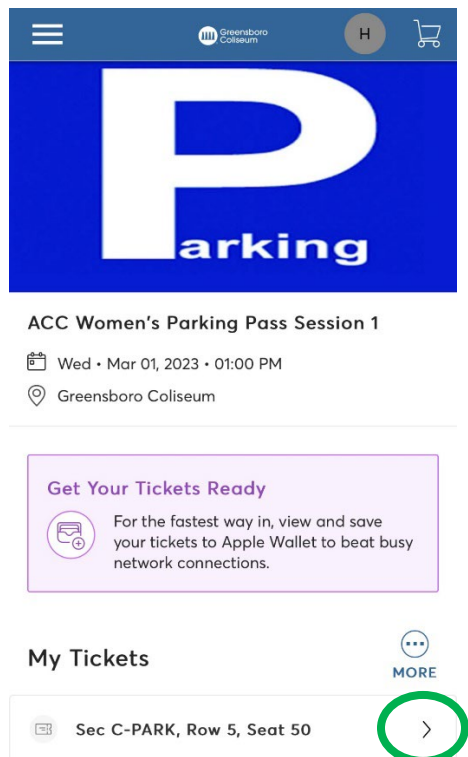 Greensboro
Coliseum
H
Parking
ACC Women's Parking Pass Session 1
Wed • Mar 01, 2023 • 01:00 PM
Greensboro Coliseum
Get Your Tickets Ready
For the fastest way in, view and save
your tickets to Apple Wallet to beat busy
network connections.
My Tickets
MORE
Sec C-PARK, Row 5, Seat 50